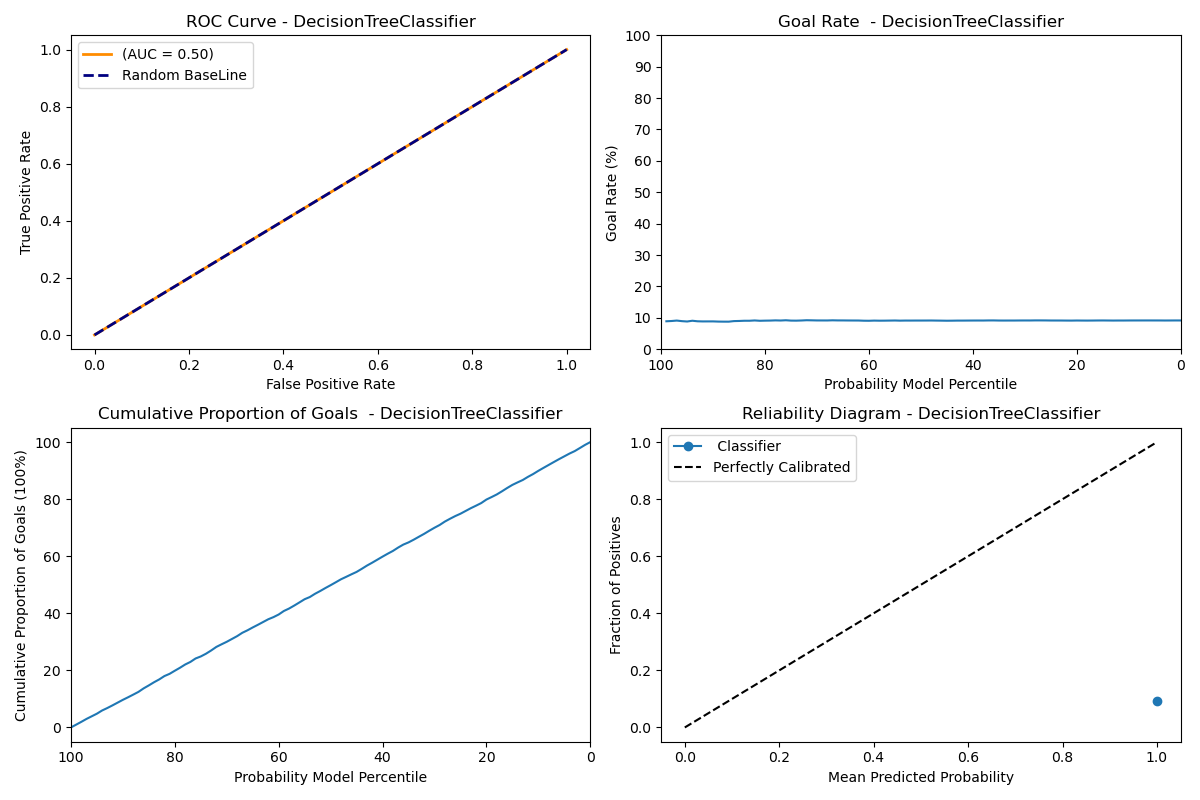 ROC Curve - DecisionTreeClassifier
(AUC = 0.50)
Random BaseLine
1.0
0.8
0.6
0.4
0.2
0.0
True Positive Rate
0.0 0.2 0.4 0.6 0.8 1.0
False Positive Rate
Goal Rate  - DecisionTreeClassifier
100
90
80
70
60
50
40
30
20
10
0
Goal Rate (%)
100 80 60 40 20 0
Probability Model Percentile
Cumulative Proportion of Goals  - DecisionTreeClassifier
100
80
60
40
20
0
Cumulative Proportion of Goals (100%)
100 80 60 40 20 0
Probability Model Percentile
Reliability Diagram - DecisionTreeClassifier
Classifier
Perfectly Calibrated
1.0
0.8
0.6
0.4
0.2
0.0
Fraction of Positives
0.0 0.2 0.4 0.6 0.8 1.0
Mean Predicted Probability